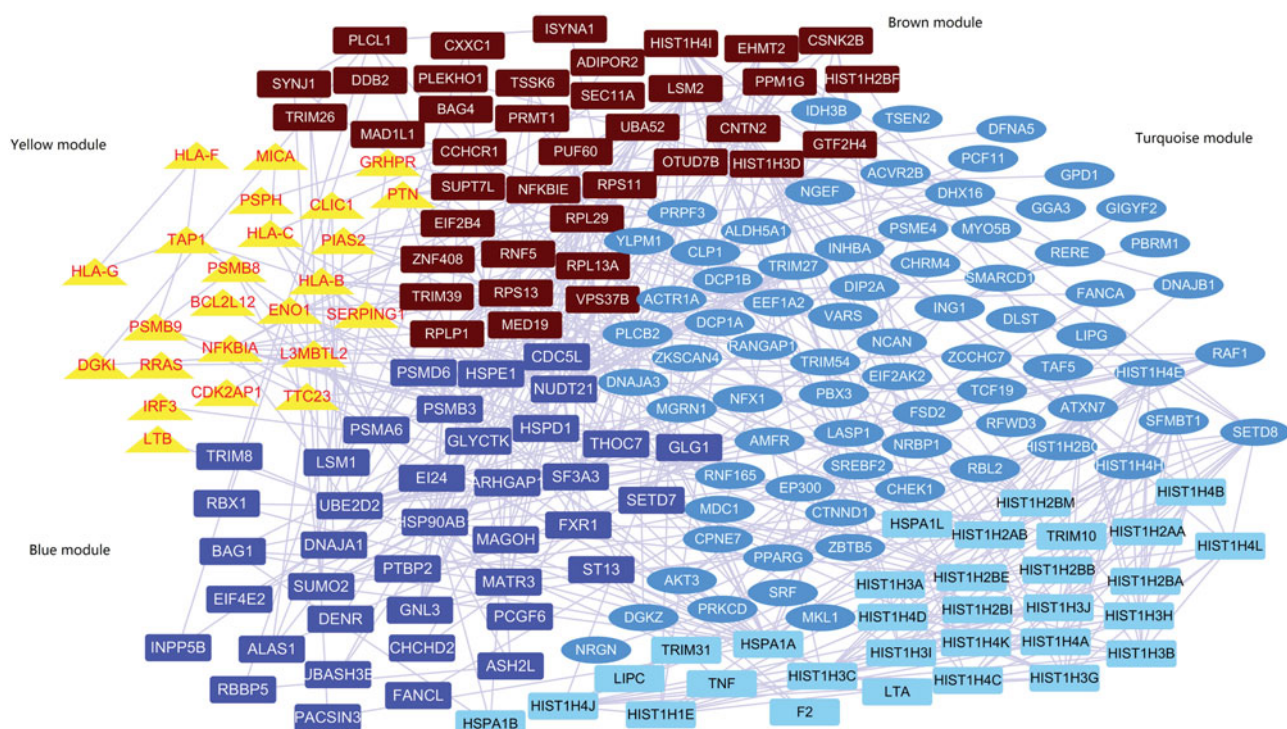 Brown module
ISYNA1
PLCL1
CXXC1
HIST1H4I
EHMT2
CSNK2B
ADIPOR2
SYNJ1
DDB2
PLEKHO1
TSSK6
SEC11A
LSM2
PPM1G
HIST1H2BF
TRIM26
BAG4
PRMT1
MAD1L1
UBA52
CNTN2
CCHCR1
PUF60
OTUD7B
HIST1H3D
GTF2H4
SUPT7L
NFKBIE
RPS11
EIF2B4
RPL29
ZNF408
RNF5
RPL13A
TRIM39
RPS13
VPS37B
RPLP1
MED19
Yellow module
HLA-F
MICA
GRHPR
PSPH
CLIC1
PTN
HLA-C
PIAS2
TAP1
HLA-G
PSMB8
HLA-B
BCL2L12
ENO1
SERPING1
PSMB9
NFKBIA
L3MBTL2
DGKI
RRAS
CDK2AP1
TTC23
IRF3
LTB
Turquoise module
IDH3B
TSEN2
DFNA5
PCF11
ACVR2B
GPD1
NGEF
DHX16
GGA3
GIGYF2
PRPF3
ALDH5A1
PSME4
MYO5B
YLPM1
CLP1
INHBA
RERE
PBRM1
TRIM27
CHRM4
SMARCD1
DCP1B
DIP2A
FANCA
DNAJB1
ACTR1A
EEF1A2
VARS
ING1
DLST
PLCB2
DCP1A
RANGAP1
NCAN
LIPG
ZKSCAN4
TRIM54
ZCCHC7
TAF5
RAF1
DNAJA3
EIF2AK2
HIST1H4E
MGRN1
NFX1
PBX3
TCF19
FSD2
ATXN7
SFMBT1
AMFR
LASP1
NRBP1
RFWD3
SETD8
RNF165
SREBF2
RBL2
HIST1H4H
EP300
CHEK1
MDC1
CTNND1
CPNE7
PPARG
ZBTB5
AKT3
SRF
DGKZ
PRKCD
MKL1
NRGN
HIST1H2BM
HIST1H4B
HSPA1L
HIST1H2AB
TRIM10
HIST1H2AA
HIST1H4L
HIST1H3A
HIST1H2BE
HIST1H2BB
HIST1H2BA
HIST1H4D
HIST1H2BI
HIST1H3J
HIST1H3H
HIST1H3I
HIST1H4K
HIST1H4A
HIST1H3B
TRIM31
HSPA1A
HIST1H3C
HIST1H4C
HIST1H3G
LIPC
TNF
LTA
HIST1H4J
HIST1H1E
F2
HSPA1B
Blue module
CDC5L
PSMD6
HSPE1
NUDT21
PSMB3
PSMA6
GLYCTK
HSPD1
THOC7
GLG1
TRIM8
LSM1
EI24
SF3A3
RBX1
UBE2D2
SETD7
FXR1
BAG1
DNAJA1
MAGOH
PTBP2
ST13
EIF4E2
SUMO2
MATR3
DENR
GNL3
PCGF6
INPP5B
ALAS1
CHCHD2
ASH2L
RBBP5
FANCL
PACSIN3